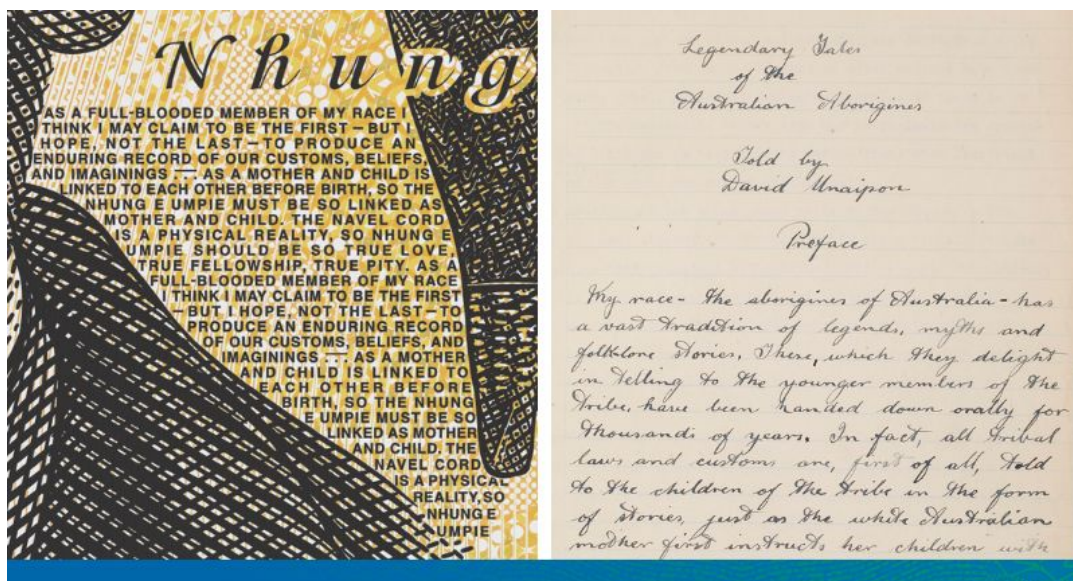 Nhung
AS A FULL-BLOODED MEMBER OF MY RACE I
THINK I MAY CLAIM TO BE THE FIRST – BUT I
HOPE, NOT THE LAST – TO PRODUCE AN
ENDURING RECORD OF OUR CUSTOMS, BELIEFS,
AND IMAGININGS ... AS A MOTHER AND CHILD IS
LINKED TO EACH OTHER BEFORE BIRTH, SO THE
NHUNG E UMPIE MUST BE SO LINKED AS
MOTHER AND CHILD. THE NAVEL CORD
IS A PHYSICAL REALITY, SO NHUNG E
UMPIE SHOULD BE SO TRUE LOVE,
TRUE FELLOWSHIP, TRUE PITY. AS A
FULL-BLOODED MEMBER OF MY RACE
I THINK I MAY CLAIM TO BE THE FIRST
– BUT I HOPE, NOT THE LAST – TO
PRODUCE AN ENDURING RECORD
OF OUR CUSTOMS, BELIEFS, AND
IMAGININGS ... AS A MOTHER
AND CHILD IS LINKED TO
EACH OTHER BEFORE
BIRTH, SO THE NHUNG
E UMPIE MUST BE SO
LINKED AS MOTHER
AND CHILD. THE
NAVEL CORD
IS A PHYSICAL
REALITY, SO
NHUNG E
UMPIE
Legendary Tales
of the
Australian Aborigines
Told by
David Unaipon
Preface
My race – the aborigines of Australia – has
a vast tradition of legends, myths and
folklore stories. These, which they delight
in telling to the younger members of the
tribe, have been handed down orally for
thousands of years. In fact, all tribal
laws and customs are, first of all, told
to the children of the tribe in the form
of stories, just as the white Australian
mother first instructs her children with